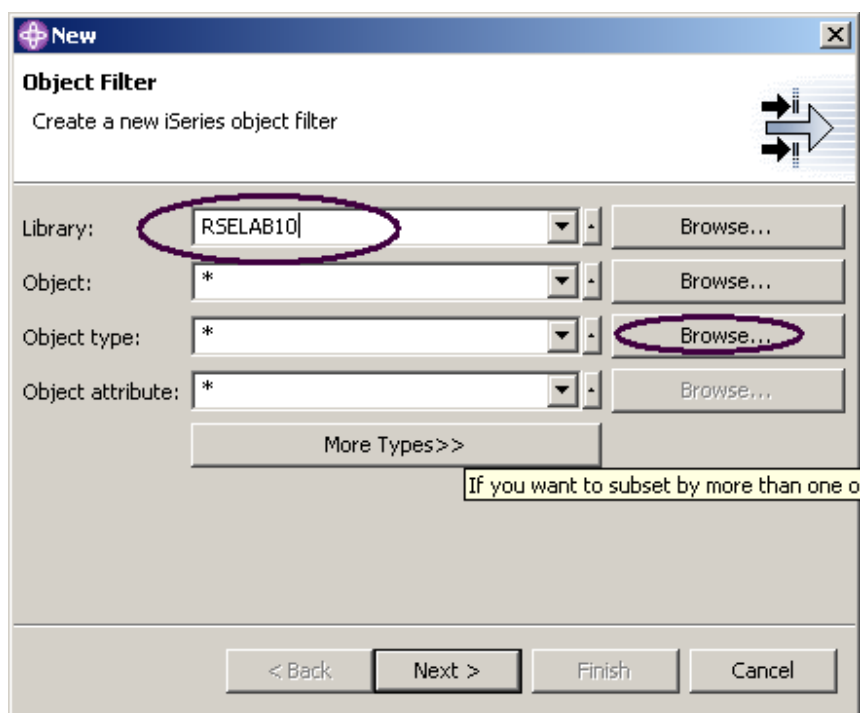 New
Object Filter
Create a new iSeries object filter
Library: RSELAB10 Browse...
Object: * Browse...
Object type: * Browse...
Object attribute: * Browse...
More Types>>
If you want to subset by more than one o
< Back Next > Finish Cancel